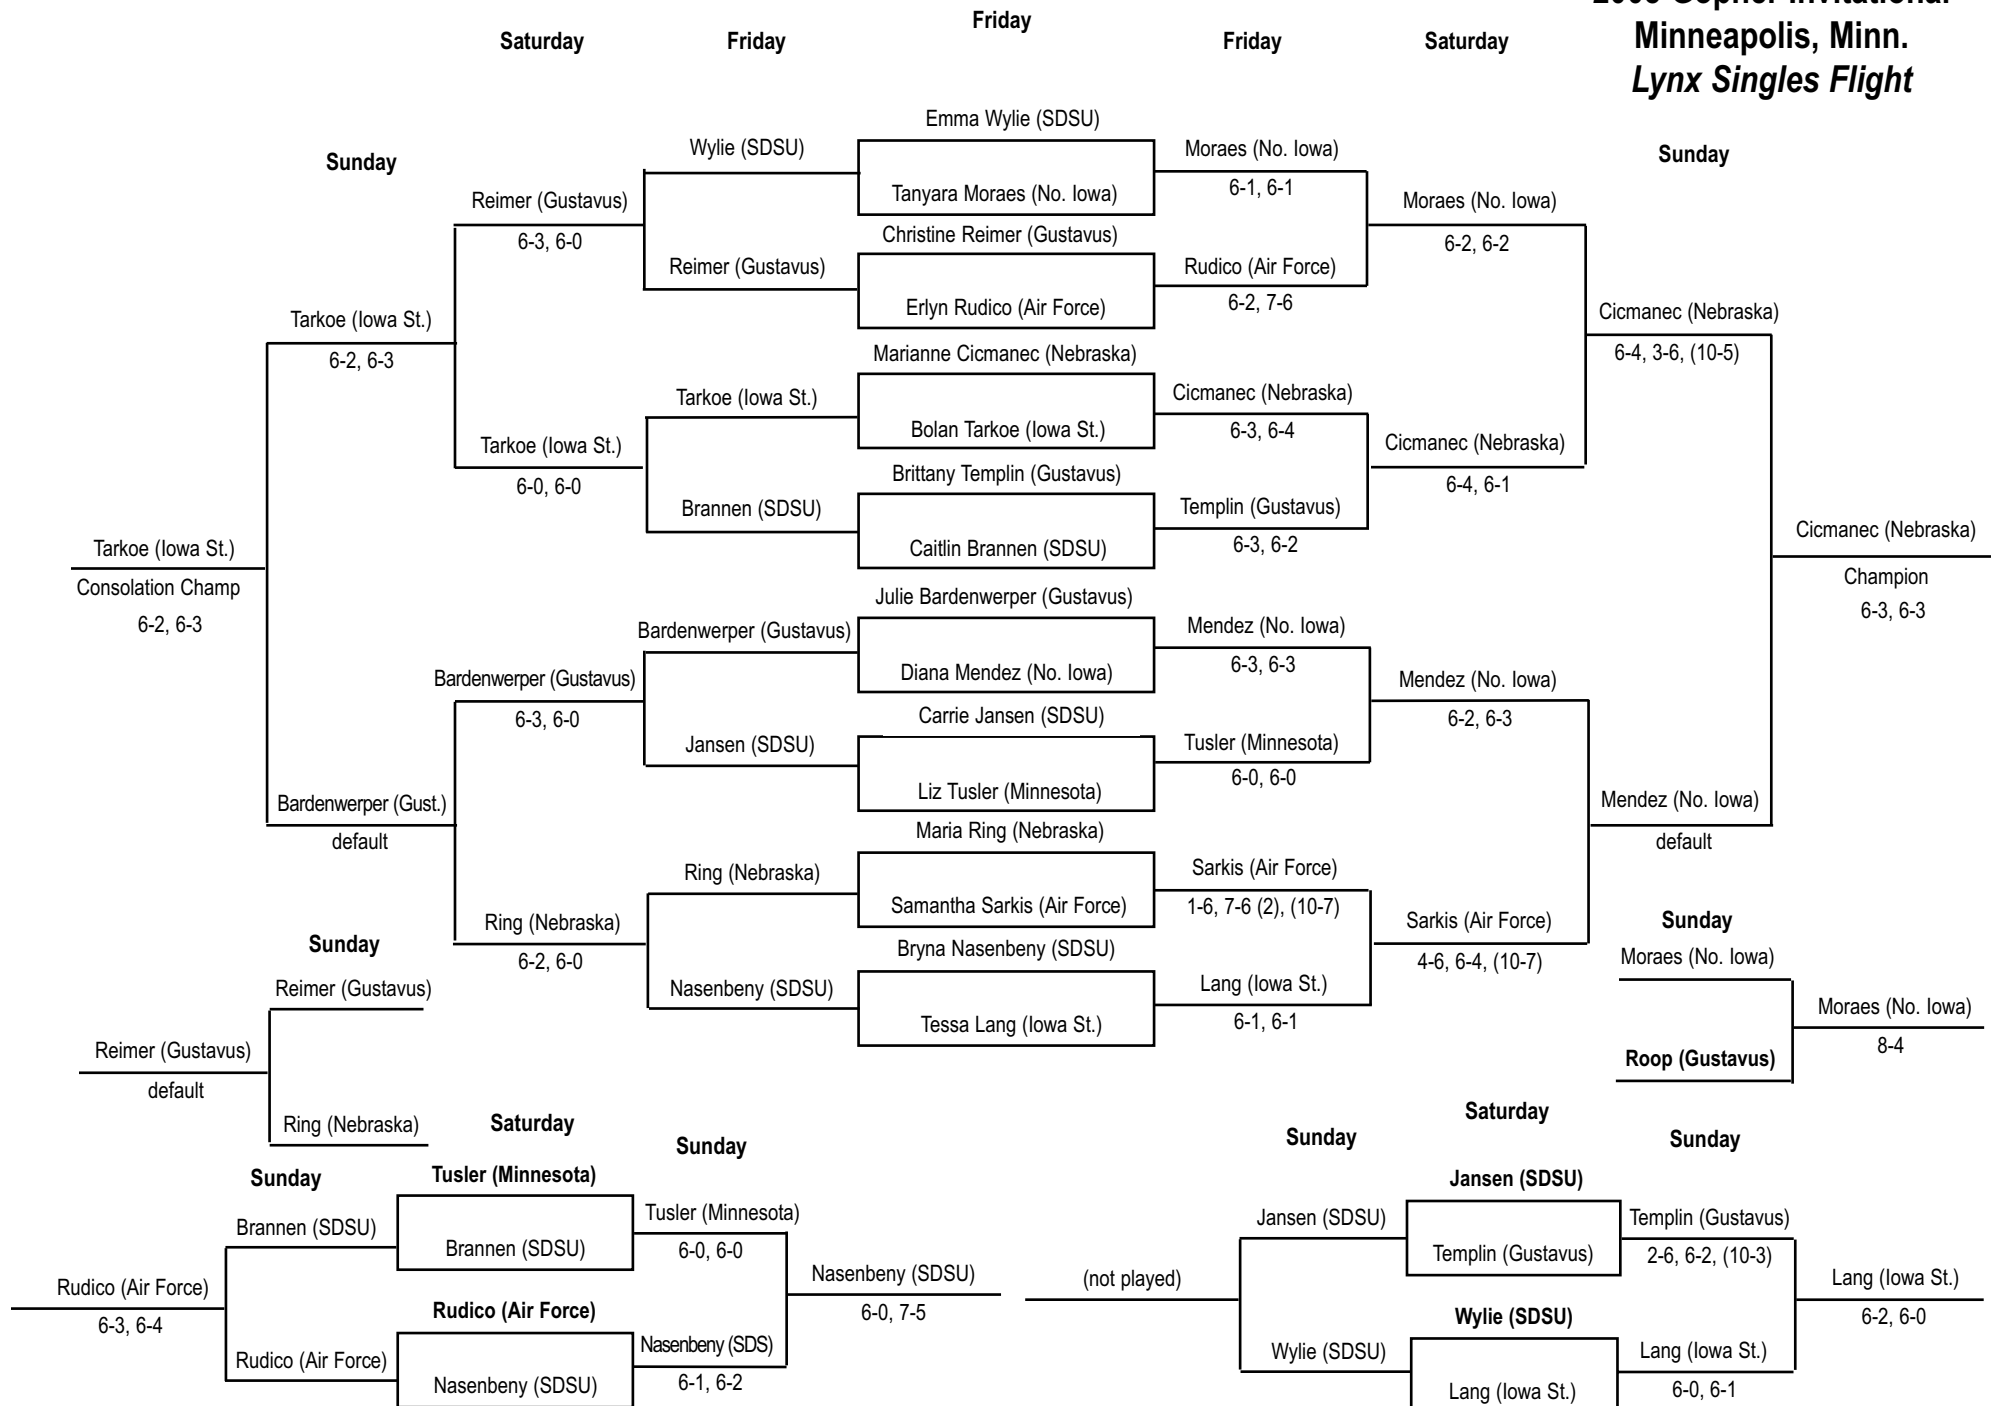 2005 Gopher Invitational
Minneapolis, Minn.
Lynx Singles Flight
Friday
Saturday
Friday
Friday
Saturday
Sunday
Sunday
Emma Wylie (SDSU)
Tanyara Moraes (No. Iowa)
Christine Reimer (Gustavus)
Erlyn Rudico (Air Force)
Marianne Cicmanec (Nebraska)
Bolan Tarkoe (Iowa St.)
Brittany Templin (Gustavus)
Caitlin Brannen (SDSU)
Julie Bardenwerper (Gustavus)
Diana Mendez (No. Iowa)
Carrie Jansen (SDSU)
Liz Tusler (Minnesota)
Maria Ring (Nebraska)
Samantha Sarkis (Air Force)
Bryna Nasenbeny (SDSU)
Tessa Lang (Iowa St.)
Wylie (SDSU)
Reimer (Gustavus)
Tarkoe (Iowa St.)
Brannen (SDSU)
Bardenwerper (Gustavus)
Jansen (SDSU)
Ring (Nebraska)
Nasenbeny (SDSU)
Reimer (Gustavus)
6-3, 6-0
Tarkoe (Iowa St.)
6-0, 6-0
Bardenwerper (Gustavus)
6-3, 6-0
Ring (Nebraska)
6-2, 6-0
Tarkoe (Iowa St.)
6-2, 6-3
Bardenwerper (Gust.)
default
Tarkoe (Iowa St.)
Consolation Champ
6-2, 6-3
Moraes (No. Iowa)
6-1, 6-1
Rudico (Air Force)
6-2, 7-6
Cicmanec (Nebraska)
6-3, 6-4
Templin (Gustavus)
6-3, 6-2
Mendez (No. Iowa)
6-3, 6-3
Tusler (Minnesota)
6-0, 6-0
Sarkis (Air Force)
1-6, 7-6 (2), (10-7)
Lang (Iowa St.)
6-1, 6-1
Moraes (No. Iowa)
6-2, 6-2
Cicmanec (Nebraska)
6-4, 6-1
Mendez (No. Iowa)
6-2, 6-3
Sarkis (Air Force)
4-6, 6-4, (10-7)
Cicmanec (Nebraska)
6-4, 3-6, (10-5)
Mendez (No. Iowa)
default
Cicmanec (Nebraska)
Champion
6-3, 6-3
Sunday
Reimer (Gustavus)
Reimer (Gustavus)
default
Ring (Nebraska)
Sunday
Moraes (No. Iowa)
Moraes (No. Iowa)
8-4
Roop (Gustavus)
Saturday
Sunday
Sunday
Tusler (Minnesota)
Brannen (SDSU)
Rudico (Air Force)
Nasenbeny (SDSU)
Brannen (SDSU)
Rudico (Air Force)
Rudico (Air Force)
6-3, 6-4
Tusler (Minnesota)
6-0, 6-0
Nasenbeny (SDS)
6-1, 6-2
Nasenbeny (SDSU)
6-0, 7-5
Saturday
Sunday
Sunday
Jansen (SDSU)
Templin (Gustavus)
Wylie (SDSU)
Lang (Iowa St.)
Jansen (SDSU)
Wylie (SDSU)
(not played)
Templin (Gustavus)
2-6, 6-2, (10-3)
Lang (Iowa St.)
6-0, 6-1
Lang (Iowa St.)
6-2, 6-0